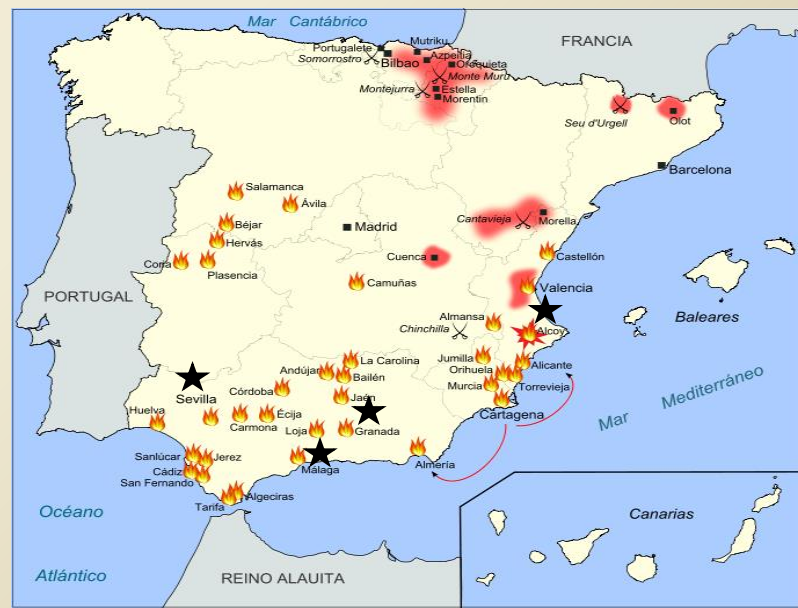 Mar Cantábrico
FRANCIA
Portugalete
Somorrostro
Bilbao
Mutriku
Azpeitia
Oroquieta
Monte Muru
Montejurra
Estella
Morentin
Seu d'Urgell
Olot
Barcelona
Salamanca
Ávila
Béjar
Hervás
Coria
Plasencia
Madrid
Cantavieja
Morella
Cuenca
Castellón
Camuñas
Valencia
PORTUGAL
Baleares
Almansa
Chinchilla
Alcoy
Jumilla
Orihuela
Alicante
Murcia
Torrevieja
Cartagena
Mar Mediterráneo
La Carolina
Andújar
Bailén
Córdoba
Jaén
Sevilla
Huelva
Carmona
Écija
Loja
Granada
Sanlúcar
Jerez
Cádiz
San Fernando
Málaga
Almería
Tarifa
Algeciras
Océano
Atlántico
REINO ALAUITA
Canarias